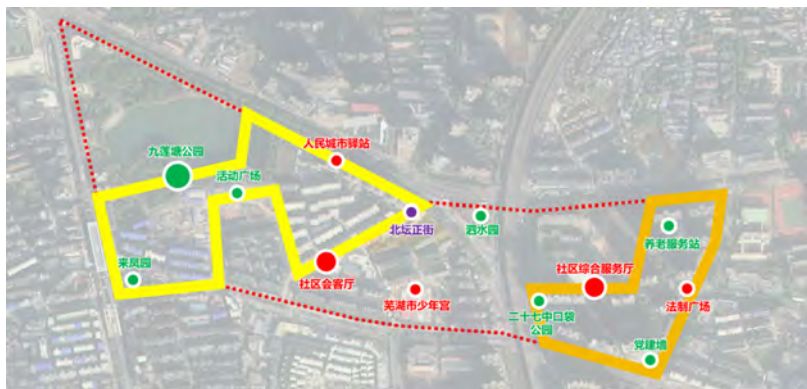 人民城市驿站
九莲塘公园
活动广场
北坛正街
泗水园
养老服务站
来凤园
社区会客厅
社区综合服务厅
芜湖市少年宫
二十七中口袋
公园
法制广场
党建墙